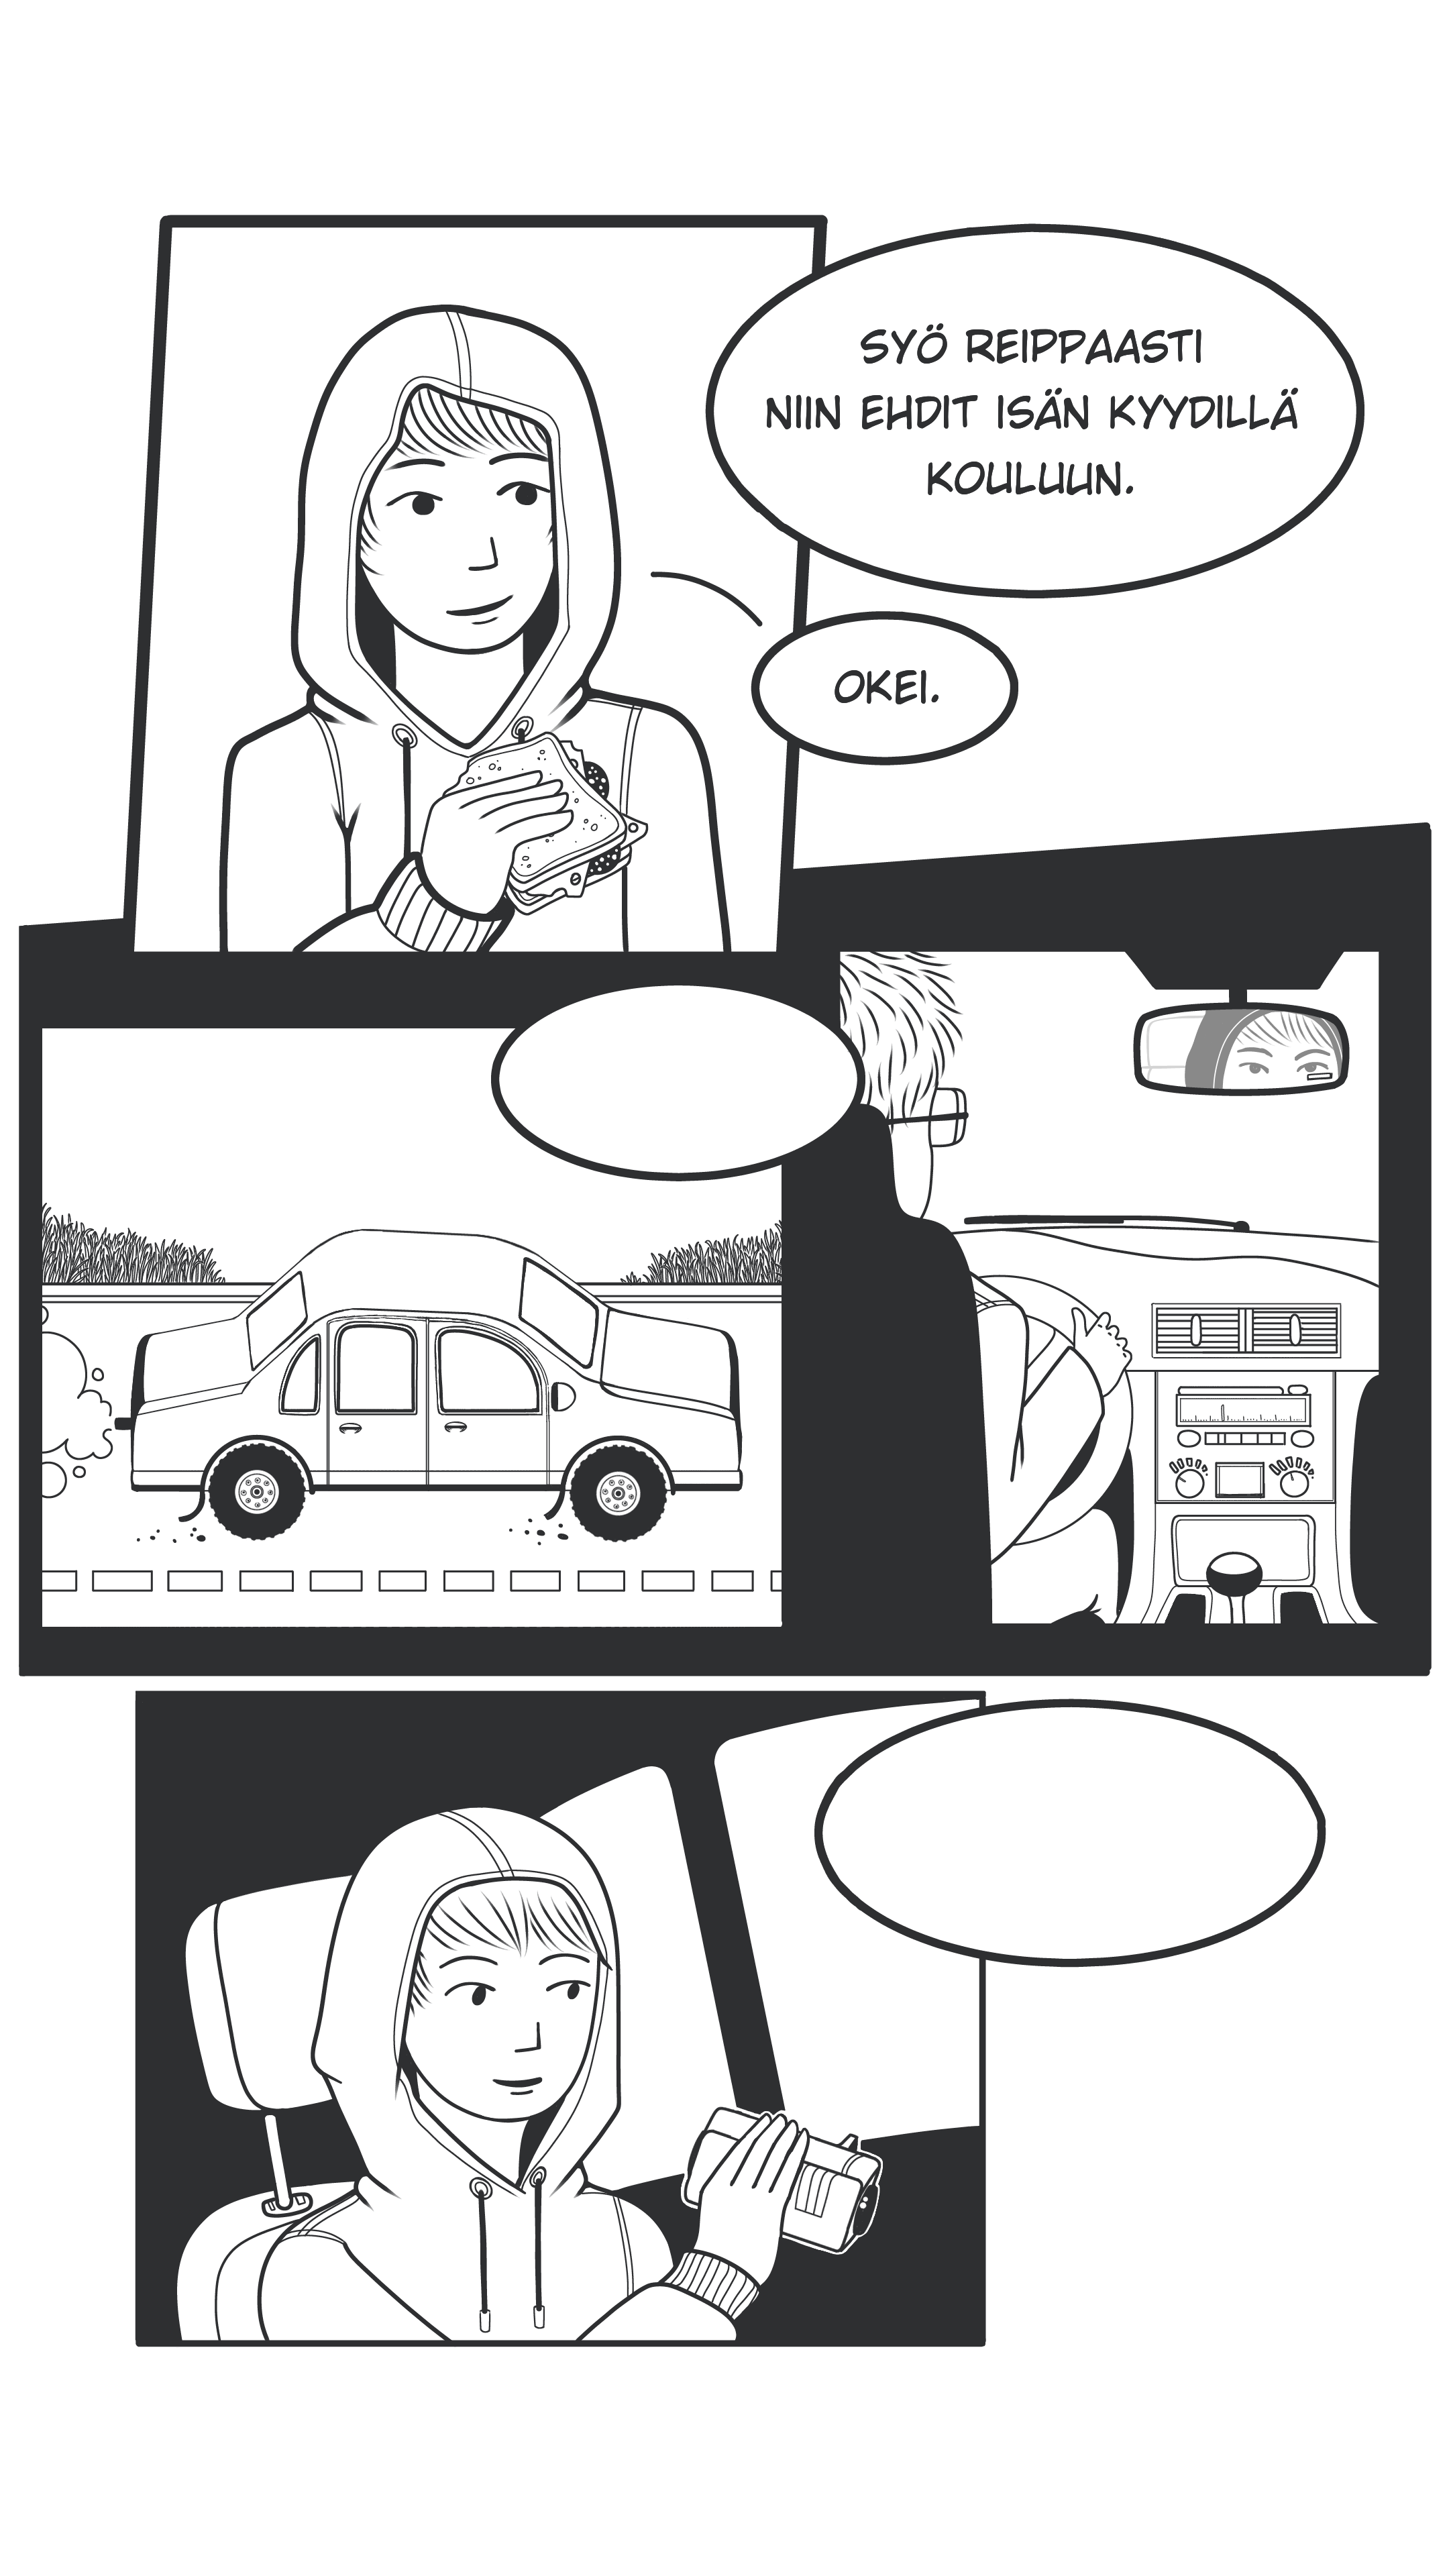 SYÖ REIPPAASTI
NIIN EHDIT ISÄN KYYDILLÄ
KOULUUN.
OKEI.